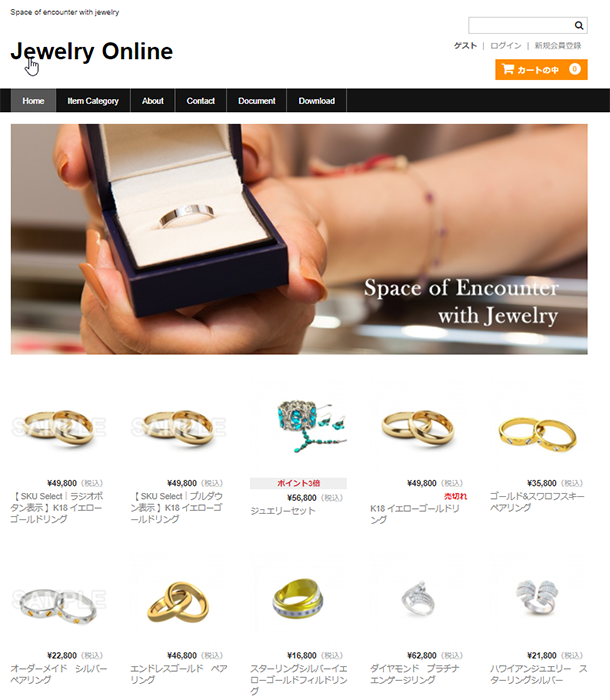 Space of encounter with jewelry
Jewelry Online
ゲスト | ログイン | 新規会員登録
カートの中 0
Home Item Category About Contact Document Download
Space of Encounter
with Jewelry
SAMPLE SAMPLE
ポイント3倍
¥49,800 (税込) ¥49,800 (税込) ¥56,800 (税込) ¥49,800 (税込) ¥35,800 (税込)
売切れ
【 SKU Select｜ラジオボ
タン表示 】K18 イエロー
ゴールドリング
【 SKU Select｜プルダウ
ン表示 】K18 イエローゴ
ールドリング
ジュエリーセット
K18 イエローゴールドリ
ング
ゴールド&スワロフスキー
ペアリング
SAMPLE
¥22,800 (税込) ¥46,800 (税込) ¥16,800 (税込) ¥62,800 (税込) ¥21,800 (税込)
オーダーメイド　シルバー
ペアリング
エンドレスゴールド　ペア
リング
スターリングシルバーイエ
ローゴールドフィルドリン
グ
ダイヤモンド　プラチナ
エンゲージリング
ハワイアンジュエリー　ス
ターリングシルバー